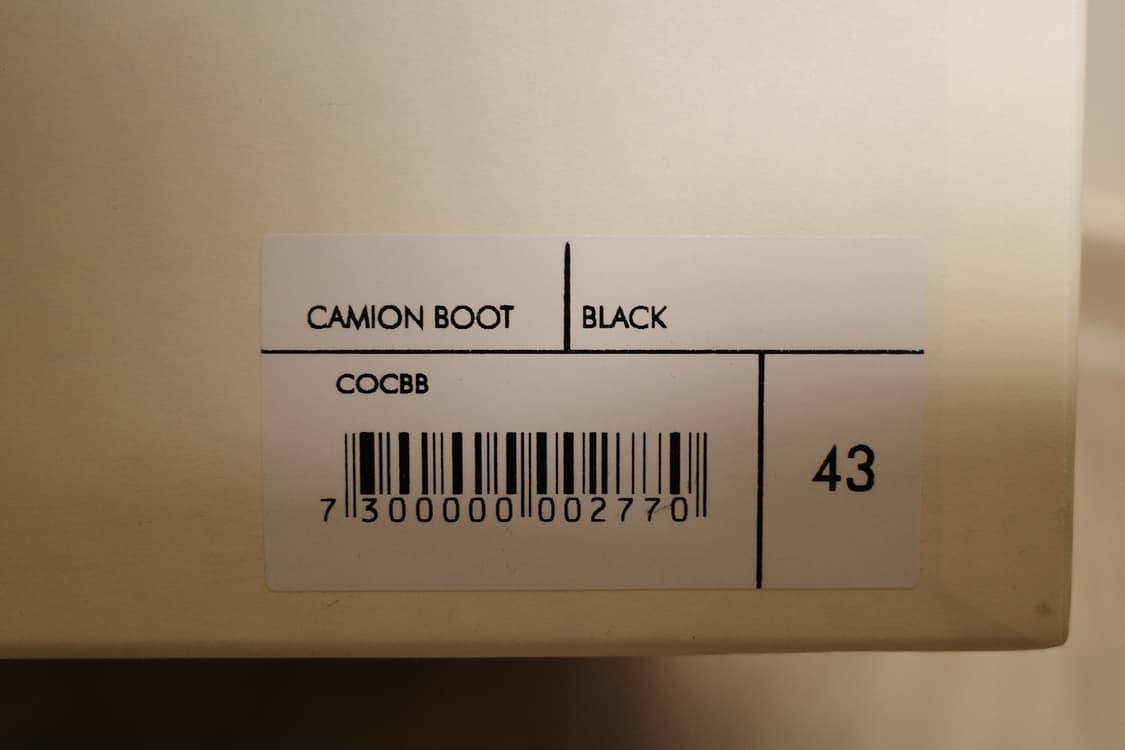 CAMION BOOT BLACK
COCBB
43
7 300000 002770